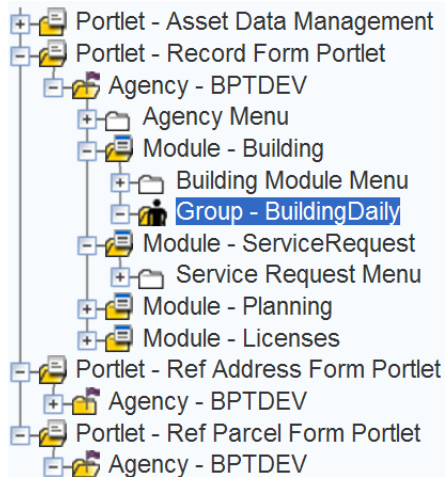 Portlet - Asset Data Management
Portlet - Record Form Portlet
Agency - BPTDEV
Agency Menu
Module - Building
Building Module Menu
Group - BuildingDaily
Module - ServiceRequest
Service Request Menu
Module - Planning
Module - Licenses
Portlet - Ref Address Form Portlet
Agency - BPTDEV
Portlet - Ref Parcel Form Portlet
Agency - BPTDEV